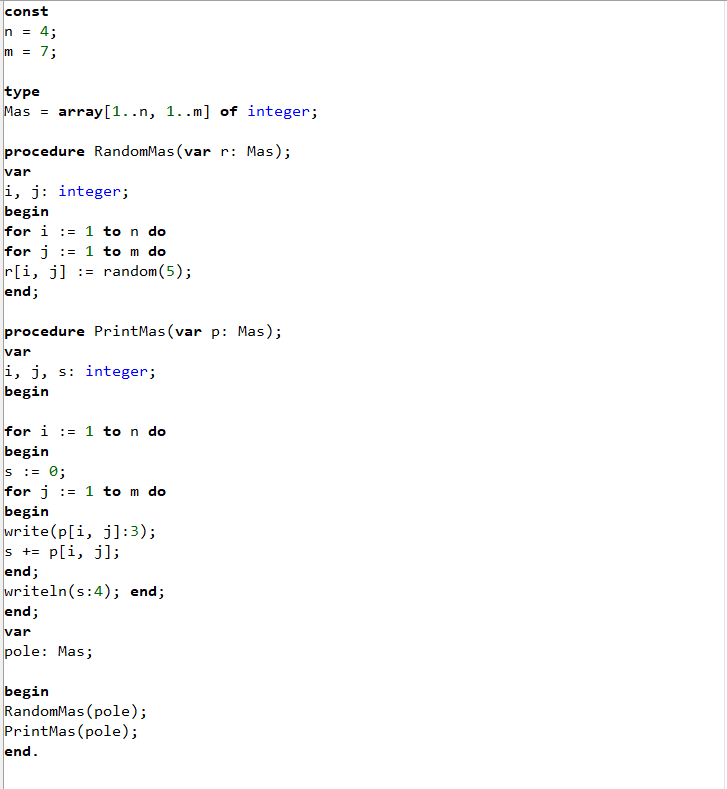 const
n = 4;
m = 7;
type
Mas = array[1..n, 1..m] of integer;
procedure RandomMas(var r: Mas);
var
i, j: integer;
begin
for i := 1 to n do
for j := 1 to m do
r[i, j] := random(5);
end;
procedure PrintMas(var p: Mas);
var
i, j, s: integer;
begin
for i := 1 to n do
begin
s := 0;
for j := 1 to m do
begin
write(p[i, j]:3);
s += p[i, j];
end;
writeln(s:4); end;
end;
var
pole: Mas;
begin
RandomMas(pole);
PrintMas(pole);
end.